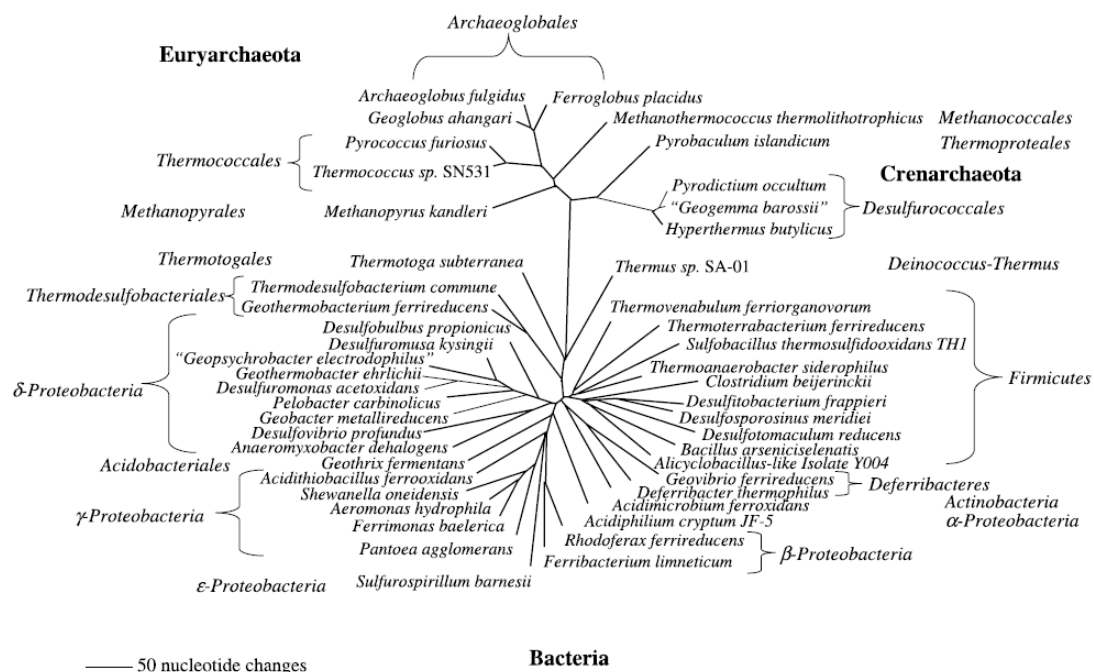 Archaeoglobales
Euryarchaeota
Archaeoglobus fulgidus
Ferroglobus placidus
Geoglobus ahangari
Methanothermococcus thermolithotrophicus
Methanococcales
Pyrococcus furiosus
Pyrobaculum islandicum
Thermoproteales
Thermococcales
Thermococcus sp. SN531
Crenarchaeota
Pyrodictium occultum
Methanopyrales
Methanopyrus kandleri
"Geogemma barossii"
Desulfurococcales
Hyperthermus butylicus
Thermotogales
Thermotoga subterranea
Thermus sp. SA-01
Deinococcus-Thermus
Thermodesulfobacteriales
Thermodesulfobacterium commune
Geothermobacterium ferrireducens
Thermovenabulum ferriorganovorum
Desulfobulbus propionicus
Thermoterrabacterium ferrireducens
Desulfuromusa kysingii
Sulfobacillus thermosulfidooxidans TH1
"Geopsychrobacter electrodophilus"
Thermoanaerobacter siderophilus
Geothermobacter ehrlichii
Clostridium beijerinckii
δ-Proteobacteria
Desulfuromonas acetoxidans
Firmicutes
Pelobacter carbinolicus
Desulfitobacterium frappieri
Geobacter metallireducens
Desulfosporosinus meridiei
Desulfovibrio profundus
Desulfotomaculum reducens
Anaeromyxobacter dehalogens
Bacillus arseniciselenatis
Acidobacteriales
Geothrix fermentans
Alicyclobacillus-like Isolate Y004
Acidithiobacillus ferrooxidans
Geovibrio ferrireducens
Deferribacteres
Shewanella oneidensis
Deferribacter thermophilus
Aeromonas hydrophila
Acidimicrobium ferroxidans
Actinobacteria
γ-Proteobacteria
Ferrimonas baelerica
Acidiphilium cryptum JF-5
α-Proteobacteria
Pantoea agglomerans
Rhodoferax ferrireducens
β-Proteobacteria
Ferribacterium limneticum
ε-Proteobacteria
Sulfurospirillum barnesii
Bacteria
50 nucleotide changes